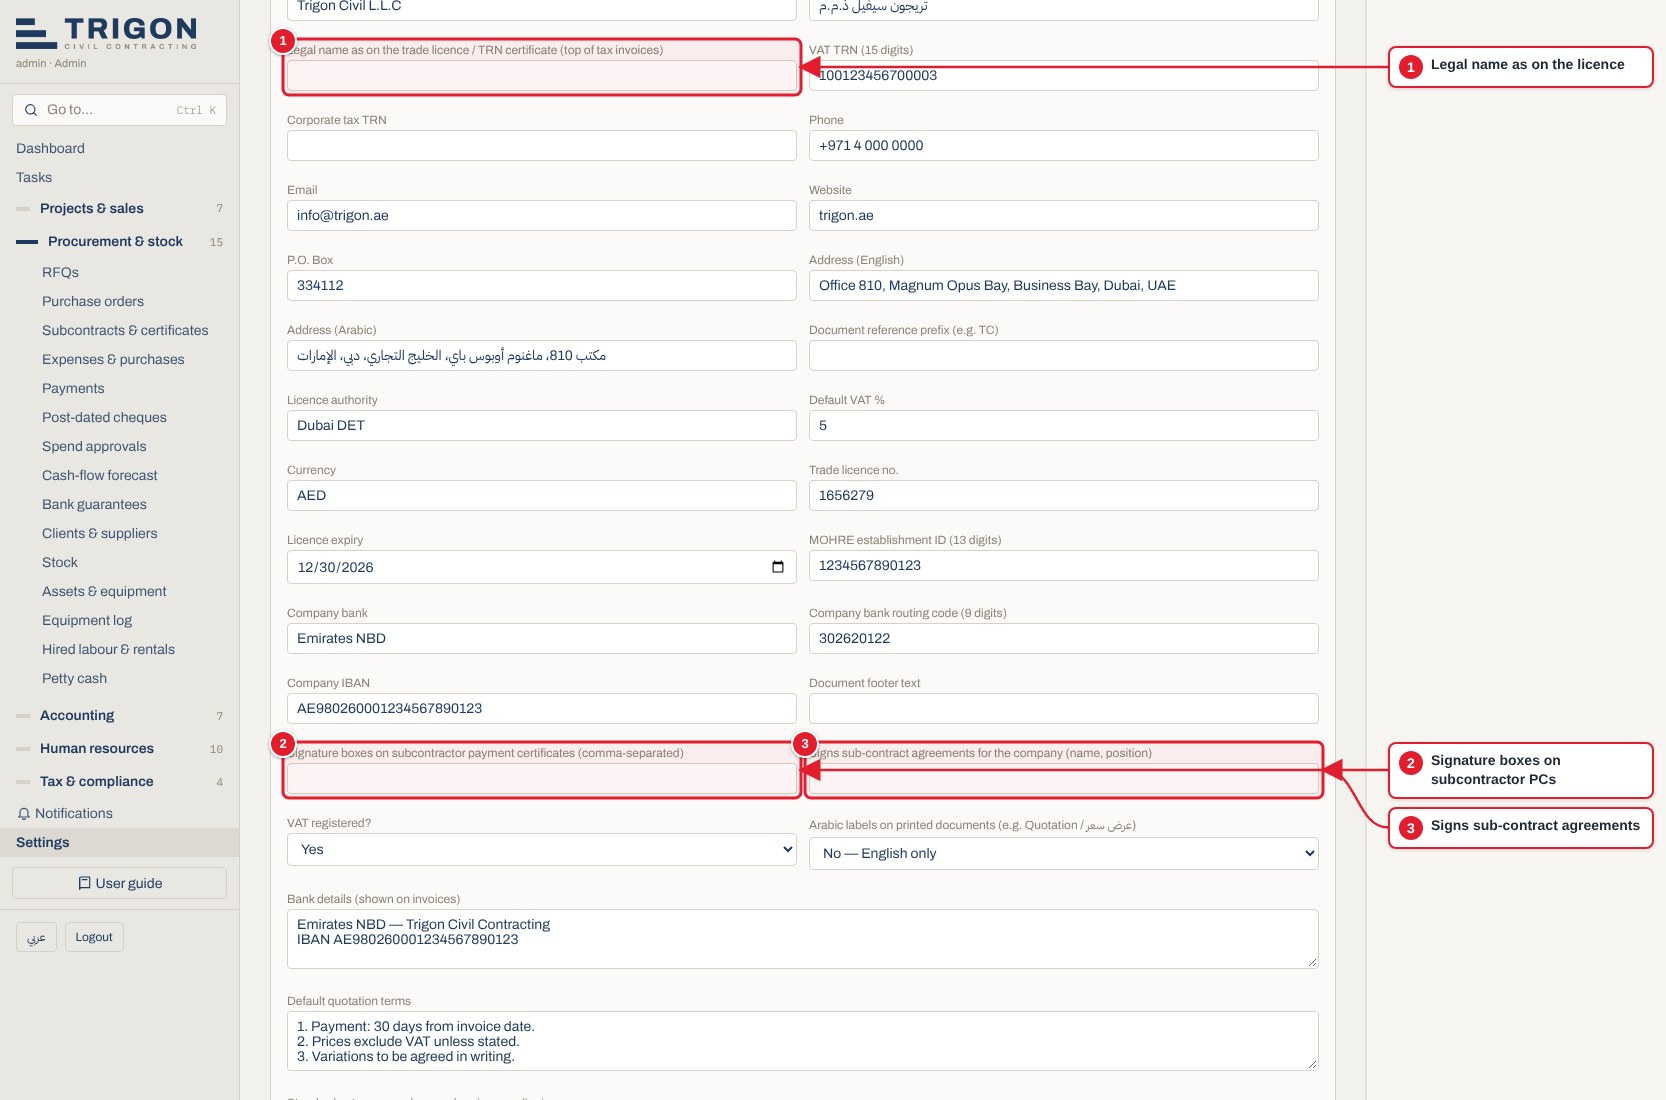 TRIGON
CIVIL CONTRACTING
admin · Admin
Go to...
Ctrl K
Dashboard
Tasks
Projects & sales 7
Procurement & stock 15
RFQs
Purchase orders
Subcontracts & certificates
Expenses & purchases
Payments
Post-dated cheques
Spend approvals
Cash-flow forecast
Bank guarantees
Clients & suppliers
Stock
Assets & equipment
Equipment log
Hired labour & rentals
Petty cash
Accounting 7
Human resources 10
Tax & compliance 4
Notifications
Settings
User guide
عربي
Logout
Trigon Civil L.L.C
تريجون سيفيل ذ.م.م
1
egal name as on the trade licence / TRN certificate (top of tax invoices)
VAT TRN (15 digits)
100123456700003
Corporate tax TRN
Phone
+971 4 000 0000
Email
info@trigon.ae
Website
trigon.ae
P.O. Box
334112
Address (English)
Office 810, Magnum Opus Bay, Business Bay, Dubai, UAE
Address (Arabic)
مكتب 810، ماغنوم أوبوس باي، الخليج التجاري، دبي، الإمارات
Document reference prefix (e.g. TC)
Licence authority
Dubai DET
Default VAT %
5
Currency
AED
Trade licence no.
1656279
Licence expiry
12/30/2026
MOHRE establishment ID (13 digits)
1234567890123
Company bank
Emirates NBD
Company bank routing code (9 digits)
302620122
Company IBAN
AE980260001234567890123
Document footer text
2
ignature boxes on subcontractor payment certificates (comma-separated)
3
igns sub-contract agreements for the company (name, position)
VAT registered?
Yes
Arabic labels on printed documents (e.g. Quotation / عرض سعر)
No — English only
Bank details (shown on invoices)
Emirates NBD — Trigon Civil Contracting
IBAN AE980260001234567890123
Default quotation terms
1. Payment: 30 days from invoice date.
2. Prices exclude VAT unless stated.
3. Variations to be agreed in writing.
1 Legal name as on the licence
2 Signature boxes on
subcontractor PCs
3 Signs sub-contract agreements